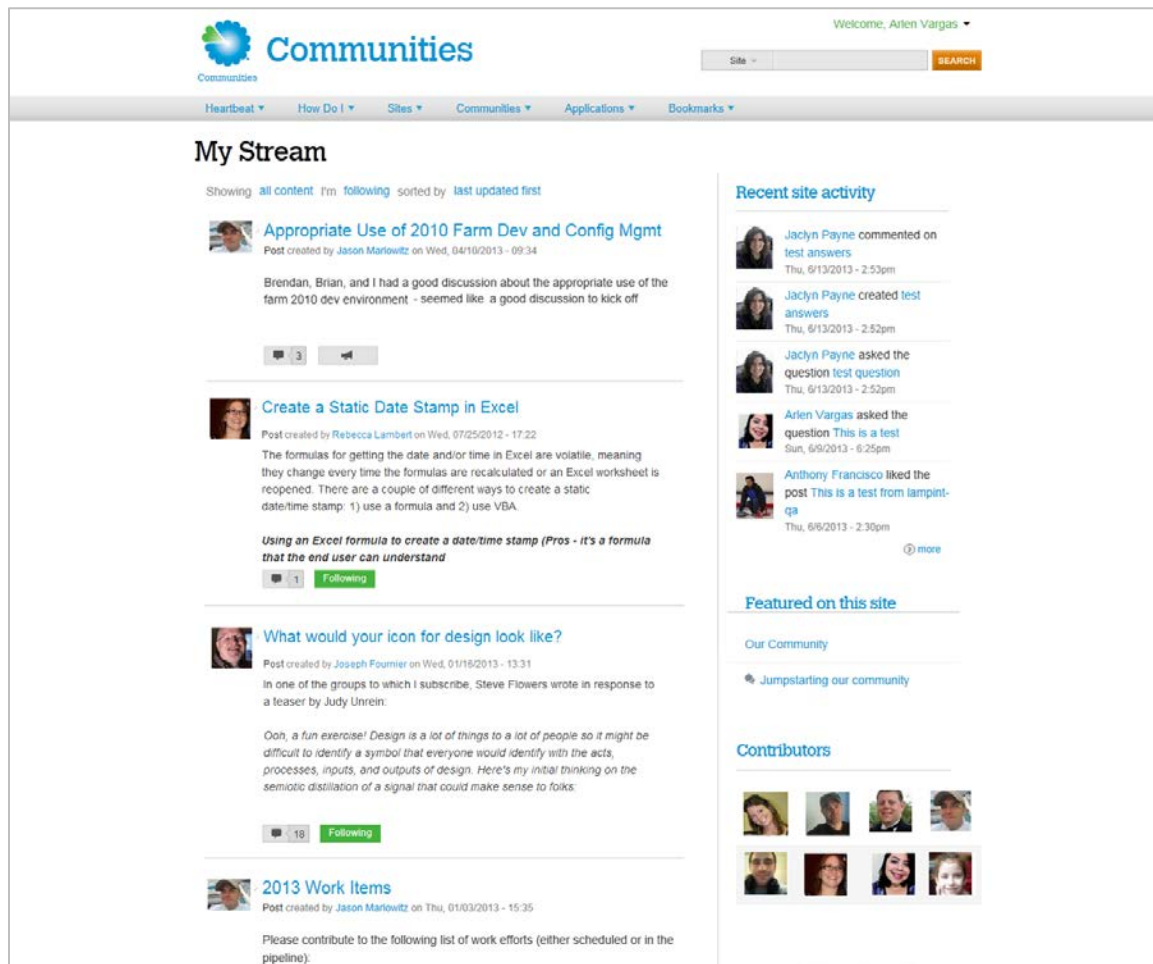 Welcome, Arlen Vargas
Communities
Communities
Site
SEARCH
Heartbeat
How Do I
Sites
Communities
Applications
Bookmarks
My Stream
Showing all content I'm following sorted by last updated first
Appropriate Use of 2010 Farm Dev and Config Mgmt
Post created by Jason Marlowitz on Wed, 04/10/2013 - 09:34
Brendan, Brian, and I had a good discussion about the appropriate use of the
farm 2010 dev environment - seemed like a good discussion to kick off
3
Create a Static Date Stamp in Excel
Post created by Rebecca Lambert on Wed, 07/25/2012 - 17:22
The formulas for getting the date and/or time in Excel are volatile, meaning
they change every time the formulas are recalculated or an Excel worksheet is
reopened. There are a couple of different ways to create a static
date/time stamp: 1) use a formula and 2) use VBA.
Using an Excel formula to create a date/time stamp (Pros - it's a formula
that the end user can understand
1
Following
What would your icon for design look like?
Post created by Joseph Fournier on Wed, 01/16/2013 - 13:31
In one of the groups to which I subscribe, Steve Flowers wrote in response to
a teaser by Judy Unrein:
Ooh, a fun exercise! Design is a lot of things to a lot of people so it might be
difficult to identify a symbol that everyone would identify with the acts,
processes, inputs, and outputs of design. Here's my initial thinking on the
semiotic distillation of a signal that could make sense to folks:
18
Following
2013 Work Items
Post created by Jason Marlowitz on Thu, 01/03/2013 - 15:35
Please contribute to the following list of work efforts (either scheduled or in the
pipeline):
Recent site activity
Jaclyn Payne commented on
test answers
Thu, 6/13/2013 - 2:53pm
Jaclyn Payne created test
answers
Thu, 6/13/2013 - 2:52pm
Jaclyn Payne asked the
question test question
Thu, 6/13/2013 - 2:52pm
Arlen Vargas asked the
question This is a test
Sun, 6/9/2013 - 6:25pm
Anthony Francisco liked the
post This is a test from lampint-
qa
Thu, 6/6/2013 - 2:30pm
more
Featured on this site
Our Community
Jumpstarting our community
Contributors